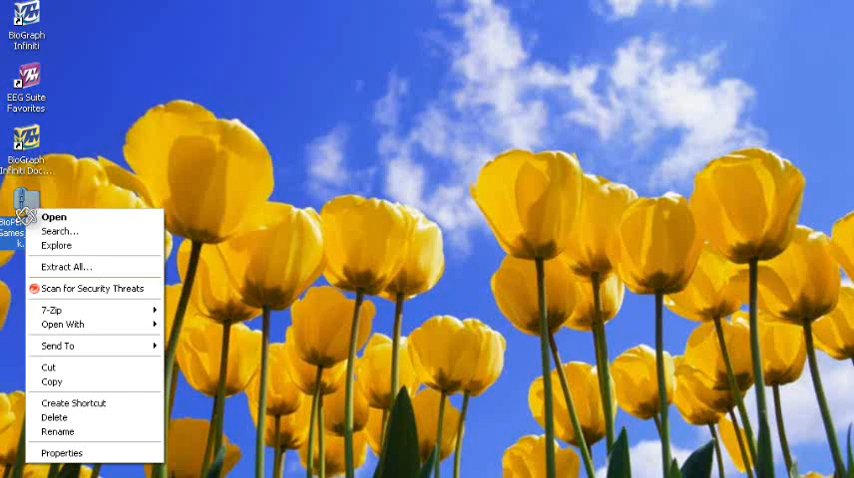 BioGraph
Infiniti
EEG Suite
Favorites
BioGraph
Infiniti Doc...
Games
k.
Open
Search...
Explore
Extract All...
Scan for Security Threats
7-Zip
Open With
Send To
Cut
Copy
Create Shortcut
Delete
Rename
Properties